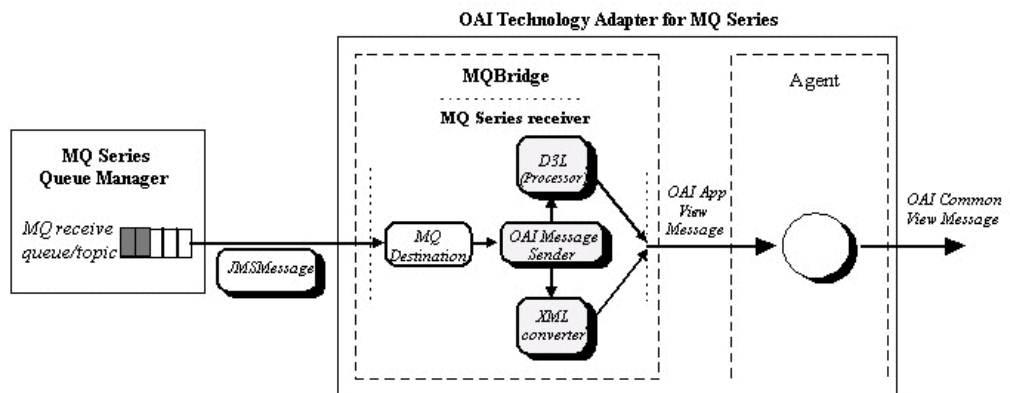 OAI Technology Adapter for MQ Series
MQBridge
MQ Series receiver
Agent
MQ Series
Queue Manager
MQ receive
queue/topic
JMSMessage
MQ
Destination
D3L
(Processor)
OAI Message
Sender
XML
converter
OAI App
View
Message
OAI Common
View Message